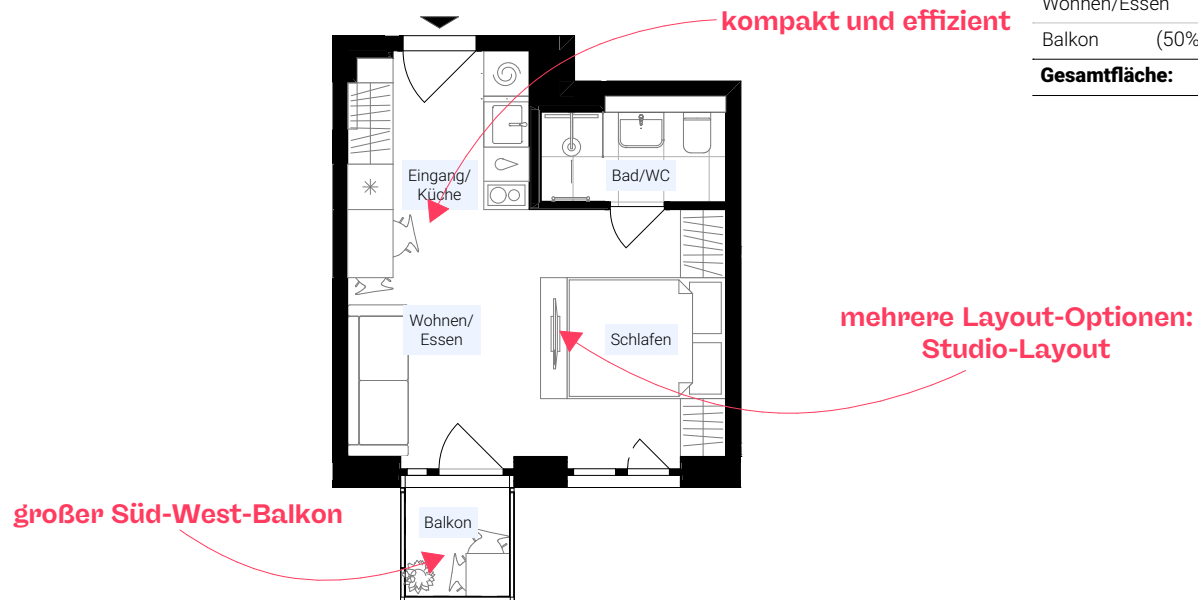 kompakt und effizient
Wohnen/Essen
Balkon (50%
Gesamtfläche:
Eingang/
Küche
Bad/WC
Wohnen/
Essen
Schlafen
mehrere Layout-Optionen:
Studio-Layout
großer Süd-West-Balkon
Balkon